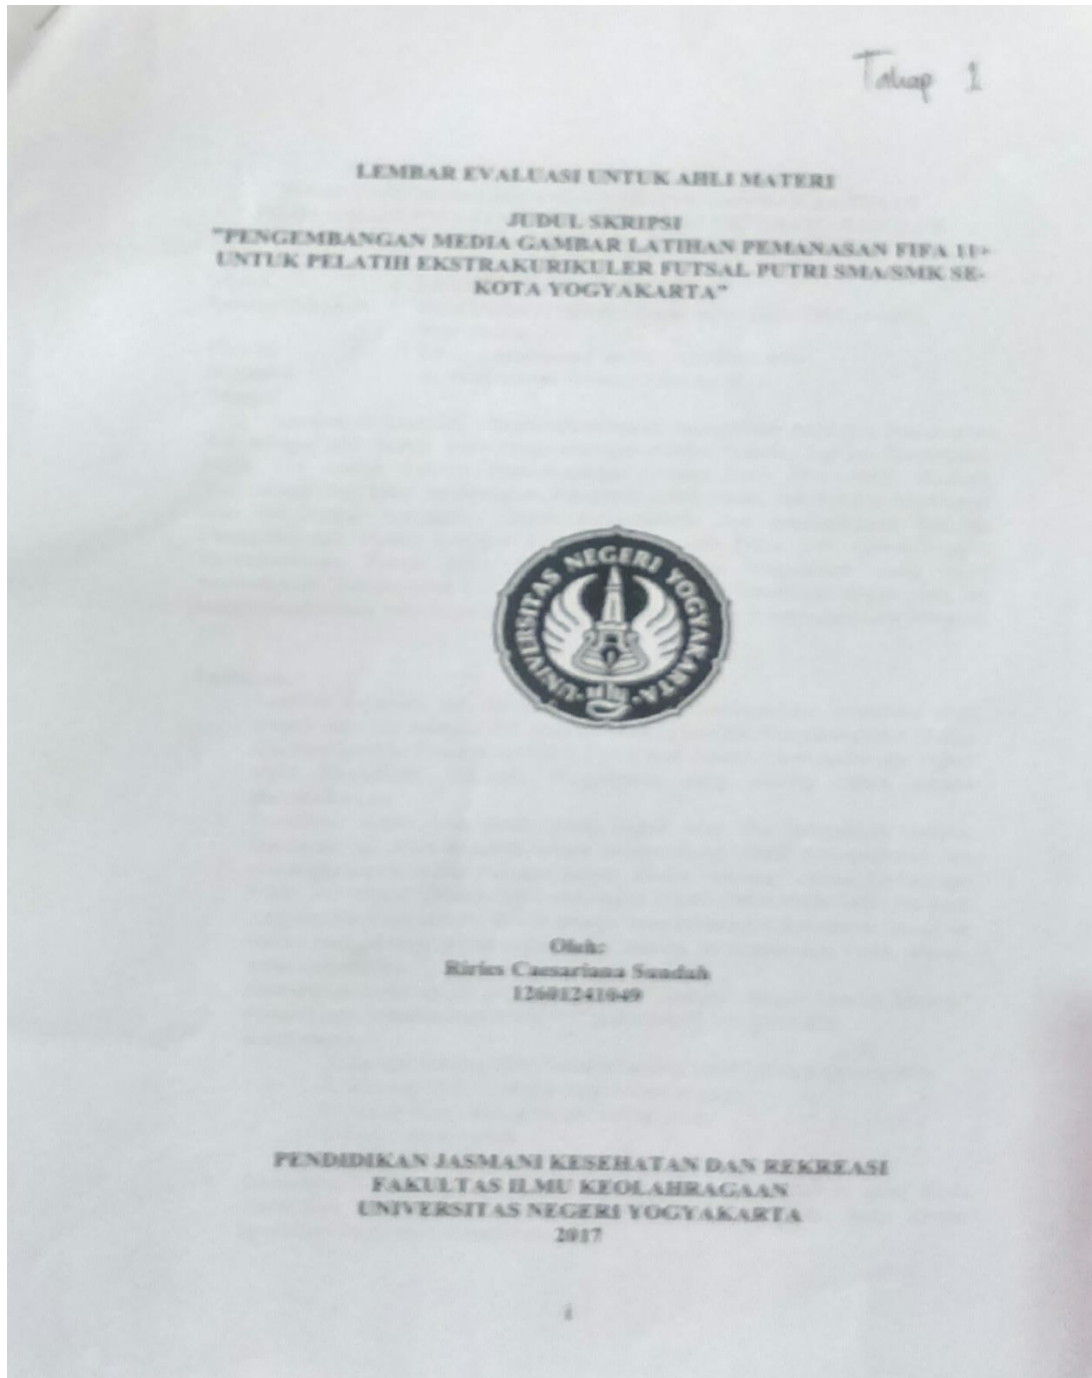 Tahap 1
LEMBAR EVALUASI UNTUK AHLI MATERI
JUDUL SKRIPSI
"PENGEMBANGAN MEDIA GAMBAR LATIHAN PEMANASAN FIFA 11+
UNTUK PELATIH EKSTRAKURIKULER FUTSAL PUTRI SMA/SMK SE-
KOTA YOGYAKARTA"
UNIVERSITAS NEGERI YOGYAKARTA
Oleh:
Riries Caesariana Sundah
12601241049
PENDIDIKAN JASMANI KESEHATAN DAN REKREASI
FAKULTAS ILMU KEOLAHRAGAAN
UNIVERSITAS NEGERI YOGYAKARTA
2017
i